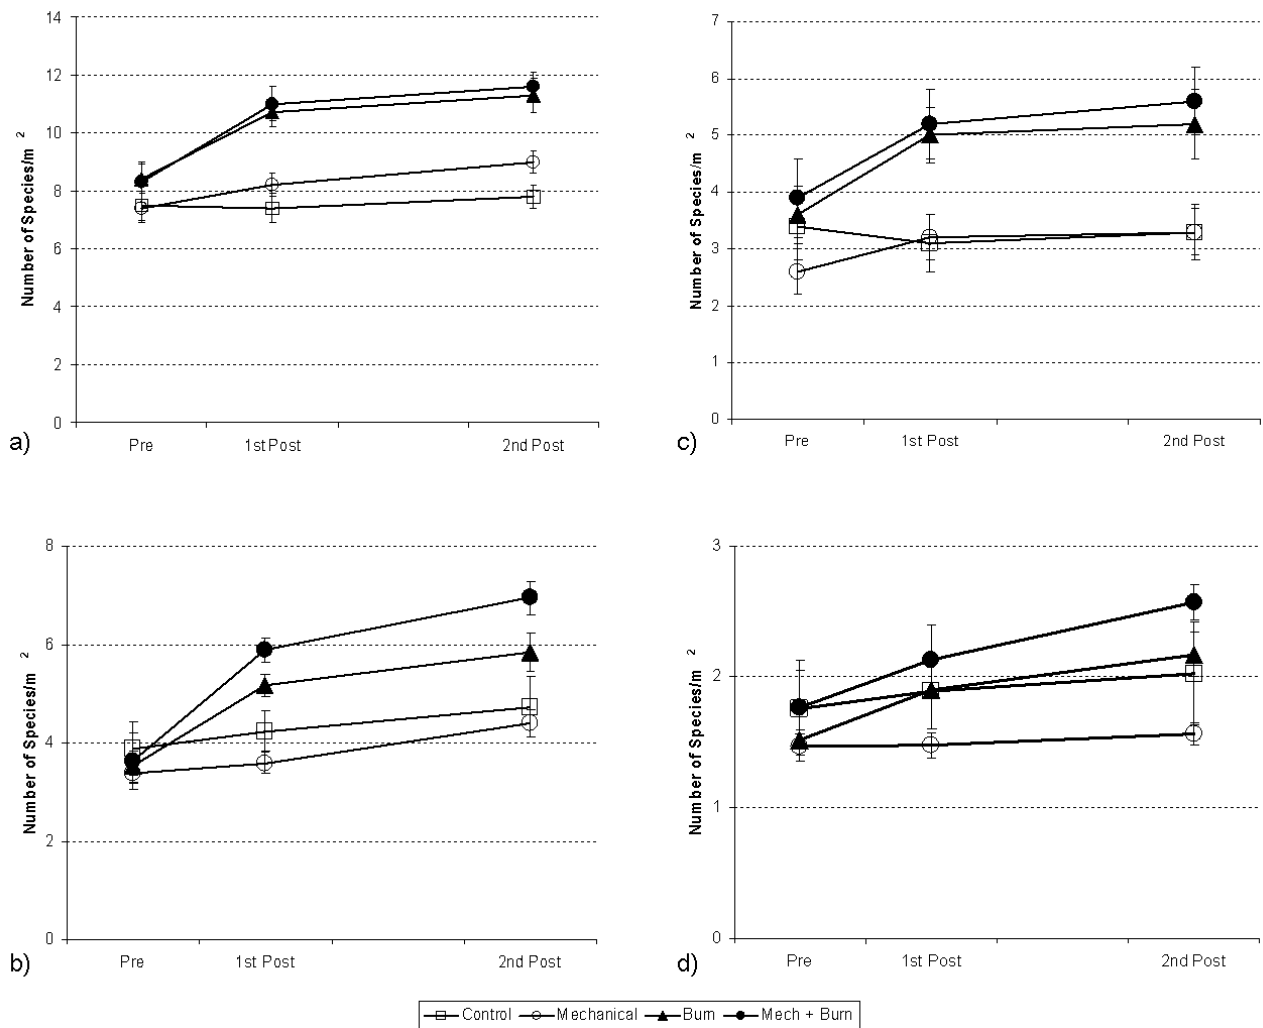 14
12
10
8
6
4
2
0
Number of Species/m 2
Pre 1st Post 2nd Post
a)
7
6
5
4
3
2
1
0
Number of Species/m 2
Pre 1st Post 2nd Post
c)
8
6
4
2
0
Number of Species/m 2
Pre 1st Post 2nd Post
b)
3
2
1
0
Number of Species/m 2
Pre 1st Post 2nd Post
d)
Control Mechanical Burn Mech + Burn